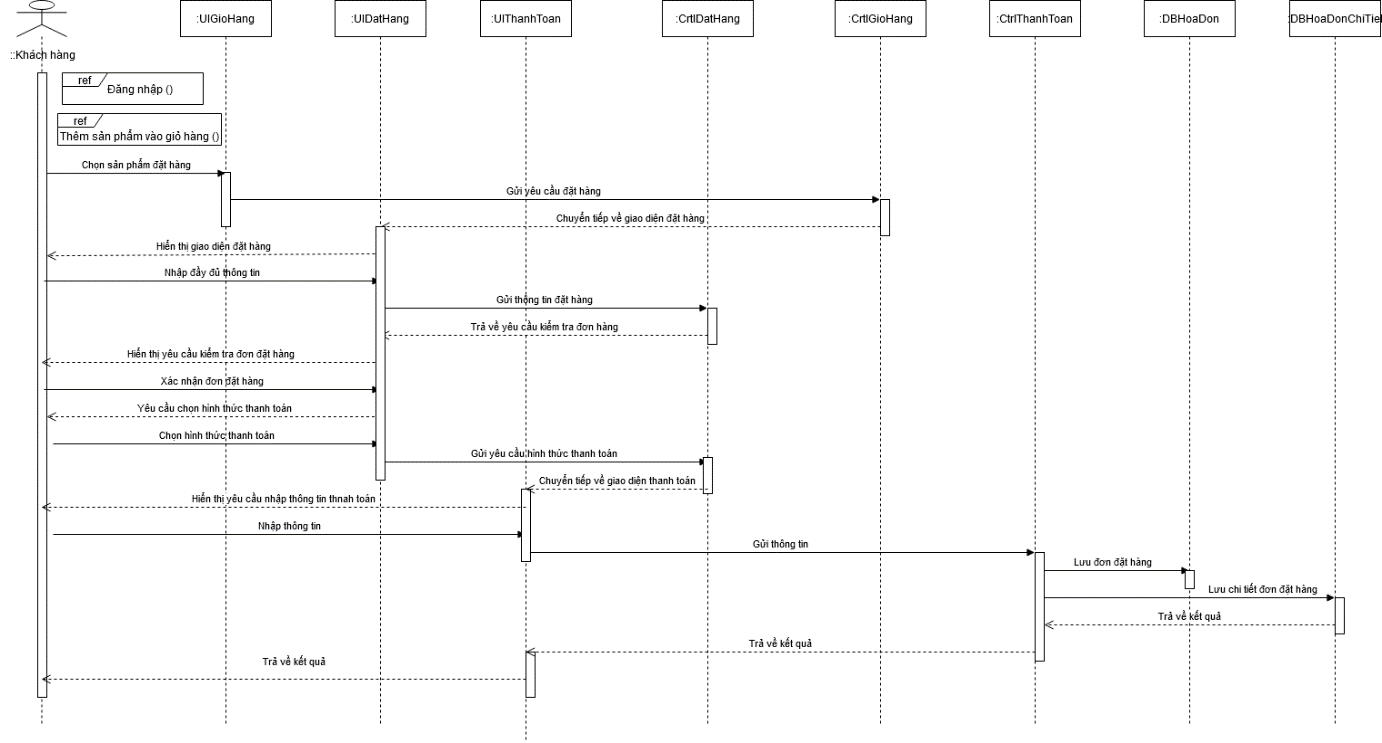 :UIGioHang
:UIDatHang
:UIThanhToan
:CrtlDatHang
:CrtlGioHang
:CtrlThanhToan
:DBHoaDon
:DBHoaDonChiTiet
::Khách hàng
ref
Đăng nhập ()
ref
Thêm sản phẩm vào giỏ hàng ()
Chọn sản phẩm đặt hàng
Gửi yêu cầu đặt hàng
Chuyển tiếp về giao diện đặt hàng
Hiển thị giao diện đặt hàng
Nhập đầy đủ thông tin
Gửi thông tin đặt hàng
Trả về yêu cầu kiểm tra đơn hàng
Hiển thị yêu cầu kiểm tra đơn đặt hàng
Xác nhận đơn đặt hàng
Yêu cầu chọn hình thức thanh toán
Chọn hình thức thanh toán
Gửi yêu cầu hình thức thanh toán
Chuyển tiếp về giao diện thanh toán
Hiển thị yêu cầu nhập thông tin thnah toán
Nhập thông tin
Gửi thông tin
Lưu đơn đặt hàng
Lưu chi tiết đơn đặt hàng
Trả về kết quả
Trả về kết quả
Trả về kết quả